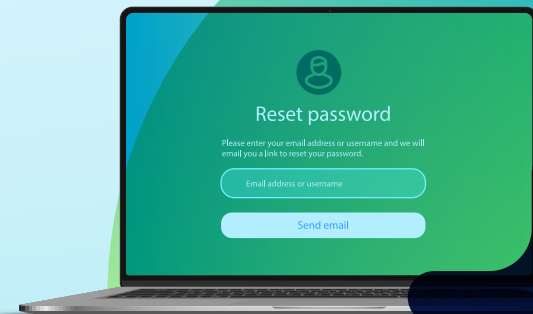 Reset password
Please enter your email address or username and we will
email you a link to reset your password.
Email address or username
Send email